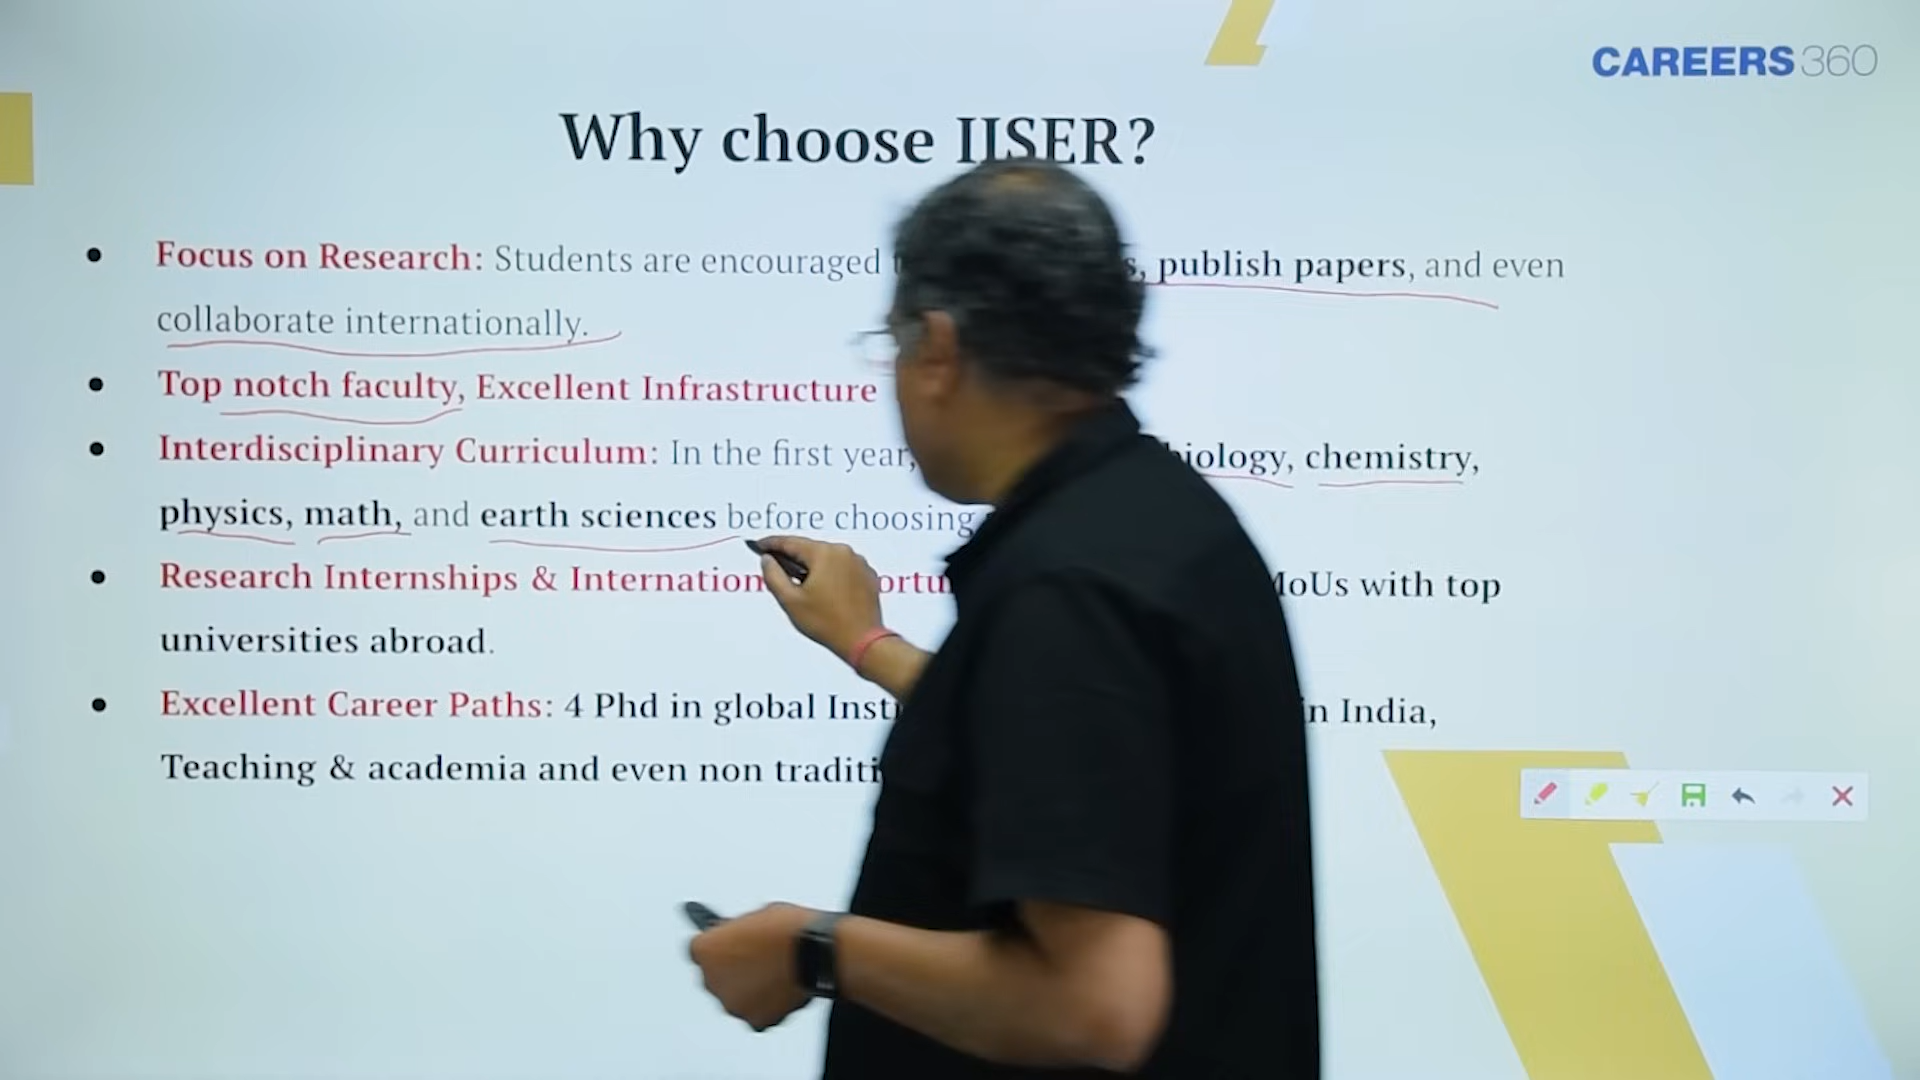 CAREERS360
Why choose IISER?
Focus on Research: Students are encouraged publish papers, and even
collaborate internationally.
Top notch faculty, Excellent Infrastructure
Interdisciplinary Curriculum: In the first year, biology, chemistry,
physics, math, and earth sciences before choosing
Research Internships & MoUs with top
universities abroad.
Excellent Career Paths: 4 Phd in global in India,
Teaching & academia and even non